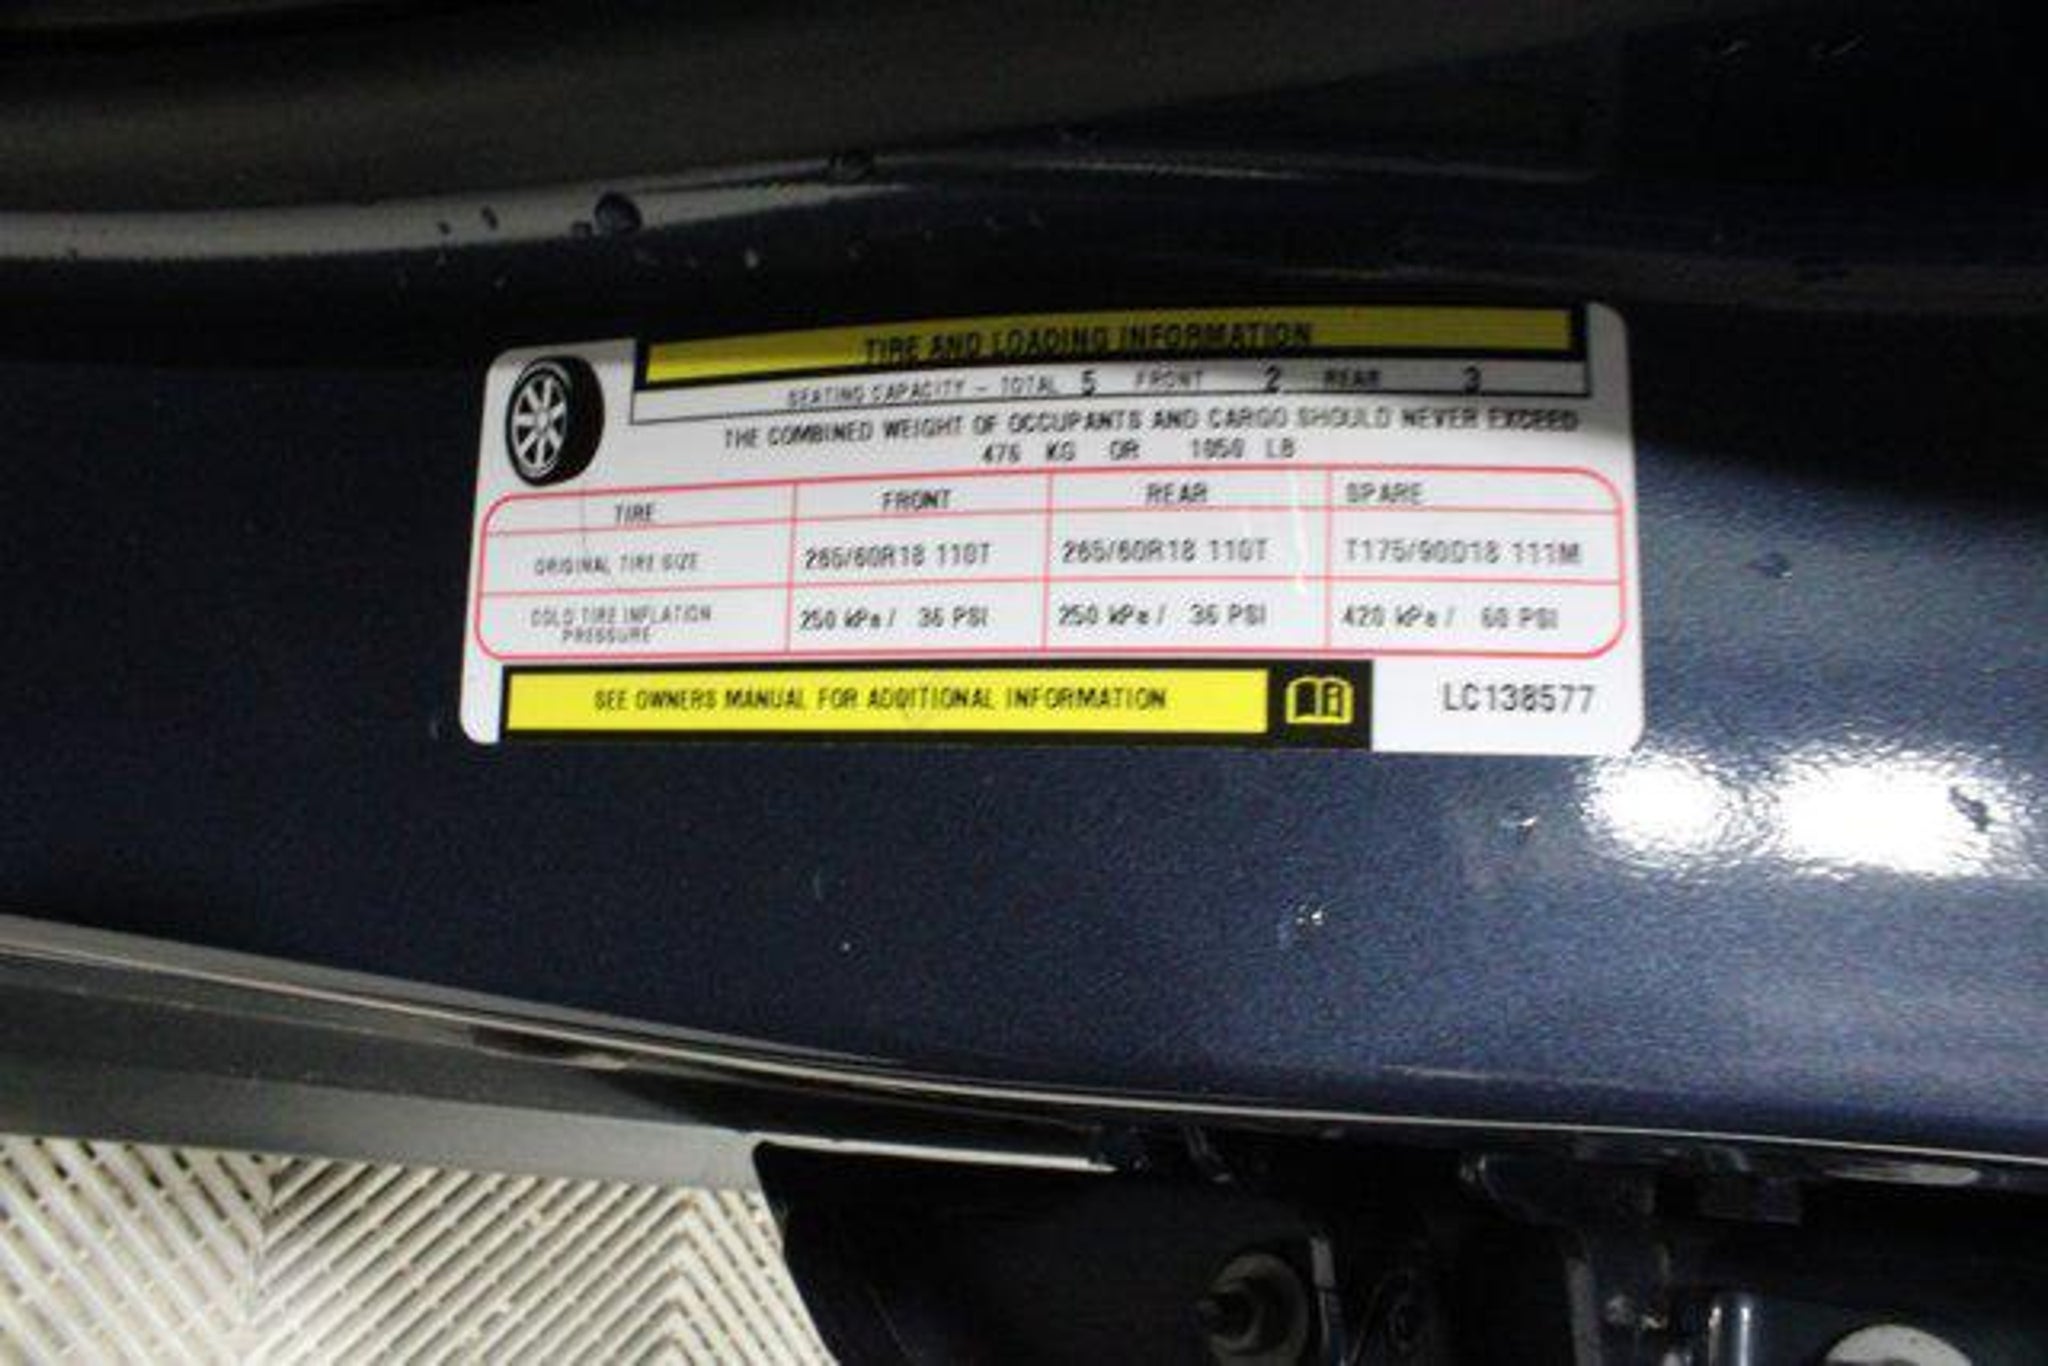 TIRE AND LOADING INFORMATION
SEATING CAPACITY - TOTAL 5 FRONT 2 REAR 3
THE COMBINED WEIGHT OF OCCUPANTS AND CARGO SHOULD NEVER EXCEED
476 KG OR 1050 LB
TIRE FRONT REAR SPARE
ORIGINAL TIRE SIZE 265/60R18 110T 265/60R18 110T T175/90D18 111M
COLD TIRE INFLATION
PRESSURE 250 kPa / 36 PSI 250 kPa / 36 PSI 420 kPa / 60 PSI
SEE OWNERS MANUAL FOR ADDITIONAL INFORMATION
LC138577